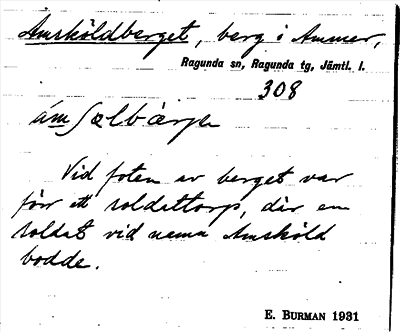 Amsköldberget, berg i Ammer,
Ragunda sn, Ragunda tg, Jämtl. l.
308
Vid foten av berget var
förr ett soldattorp, där en
soldat vid namn Amsköld
bodde.
E. BURMAN 1931